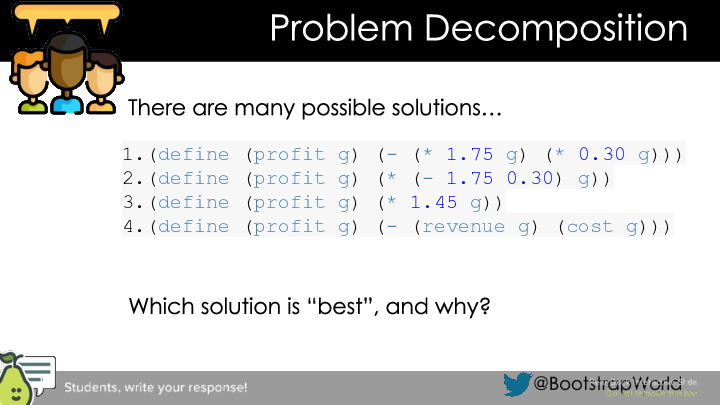 Problem Decomposition
There are many possible solutions…
1.(define (profit g) (- (* 1.75 g) (* 0.30 g)))
2.(define (profit g) (* (- 1.75 0.30) g))
3.(define (profit g) (* 1.45 g))
4.(define (profit g) (- (revenue g) (cost g)))
Which solution is “best”, and why?
Students, write your response!
@BootstrapWorld